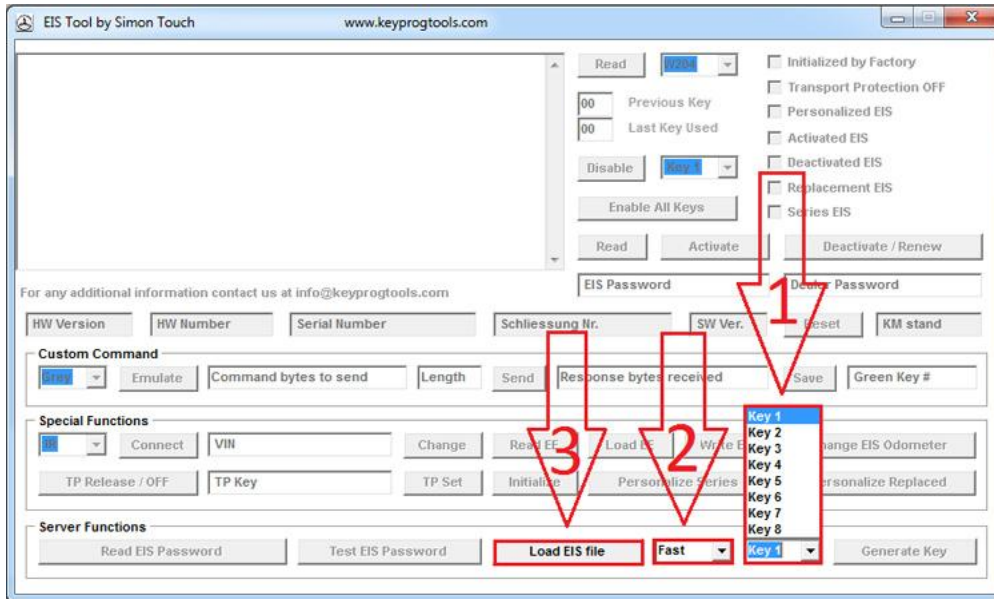 EIS Tool by Simon Touch www.keyprogtools.com
Read W204 Initialized by Factory
Transport Protection OFF
00 Previous Key Personalized EIS
00 Last Key Used Activated EIS
Disable Key 1 Deactivated EIS
Replacement EIS
Enable All Keys Series EIS
Read Activate Deactivate / Renew
EIS Password Dealer Password
For any additional information contact us at info@keyprogtools.com
1
HW Version HW Number Serial Number Schliessung Nr. SW Ver. Reset KM stand
Custom Command
Grey Emulate Command bytes to send Length Send Response bytes received Save Green Key #
Special Functions
IR Connect VIN Change Read EE Load EE Write E hange EIS Odometer
3 2
TP Release / OFF TP Key TP Set Initialize Personalize Series ersonalize Replaced
Key 1
Key 2
Key 3
Key 4
Key 5
Key 6
Key 7
Key 8
Server Functions
Read EIS Password Test EIS Password Load EIS file Fast Key 1 Generate Key